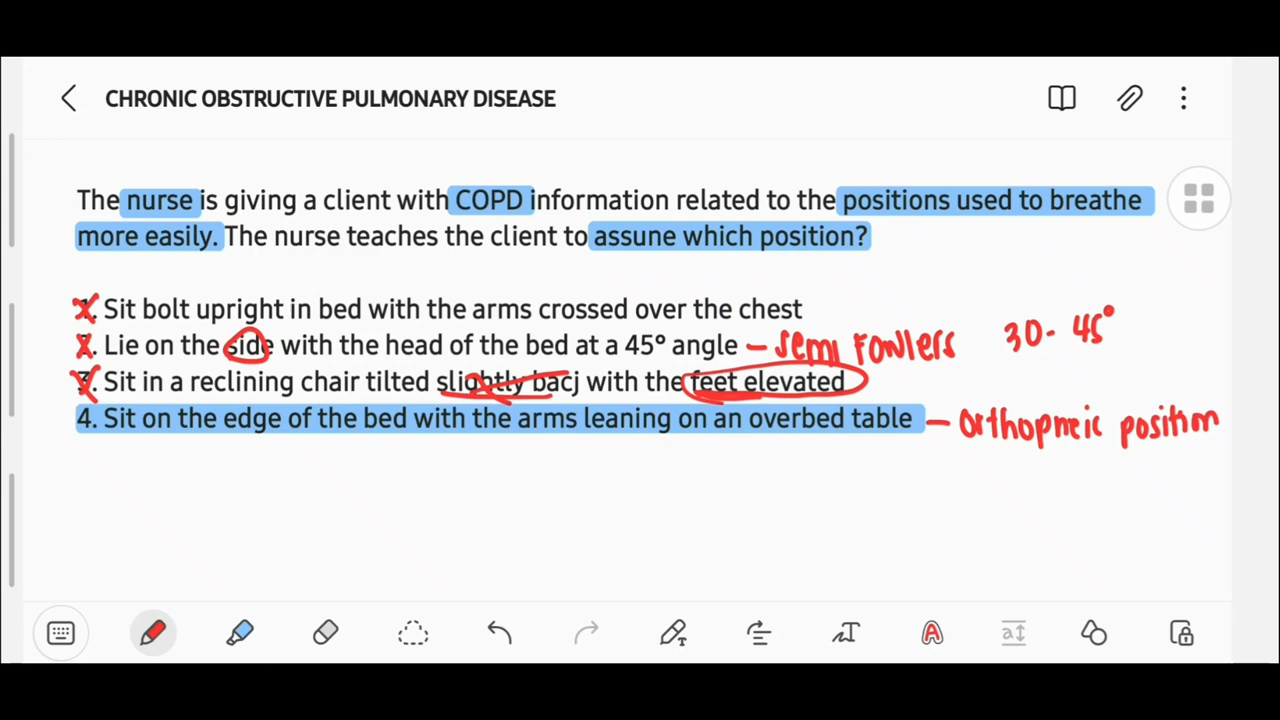 CHRONIC OBSTRUCTIVE PULMONARY DISEASE
The nurse is giving a client with COPD information related to the positions used to breathe
more easily. The nurse teaches the client to assune which position?
1. Sit bolt upright in bed with the arms crossed over the chest
2. Lie on the side with the head of the bed at a 45° angle - semi Fowlers 30-45°
3. Sit in a reclining chair tilted slightly bacj with the feet elevated
4. Sit on the edge of the bed with the arms leaning on an overbed table - orthopneic position